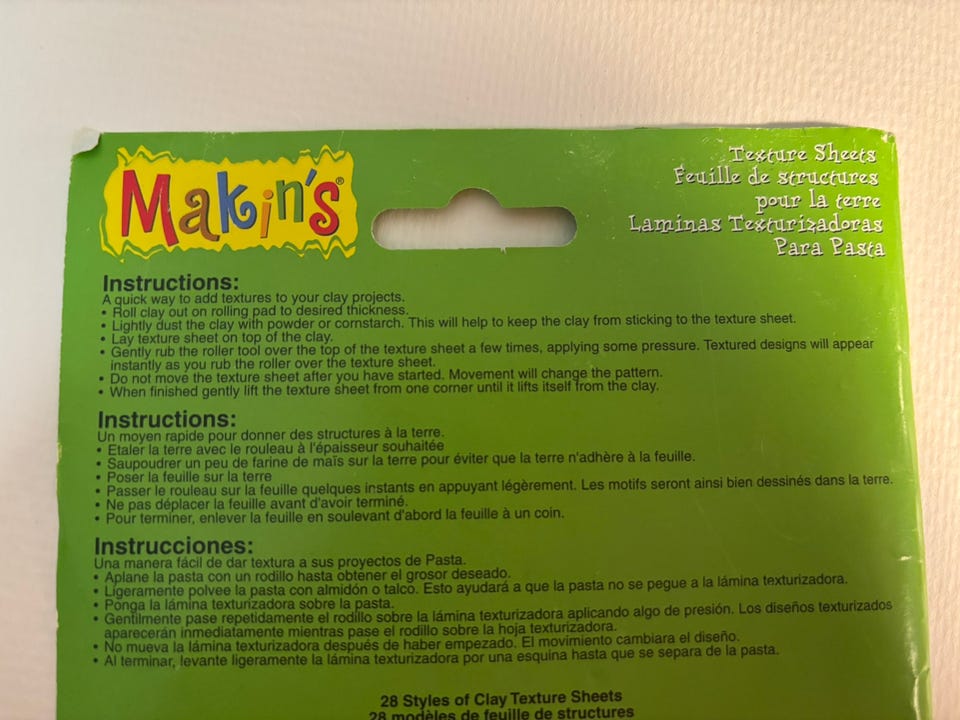 Makin's®
Texture Sheets
Feuille de structures
pour la terre
Laminas Texturizadoras
Para Pasta
Instructions:
A quick way to add textures to your clay projects.
• Roll clay out on rolling pad to desired thickness.
• Lightly dust the clay with powder or cornstarch. This will help to keep the clay from sticking to the texture sheet.
• Lay texture sheet on top of the clay.
• Gently rub the roller tool over the top of the texture sheet a few times, applying some pressure. Textured designs will appear
instantly as you rub the roller over the texture sheet.
• Do not move the texture sheet after you have started. Movement will change the pattern.
• When finished gently lift the texture sheet from one corner until it lifts itself from the clay.
Instructions:
Un moyen rapide pour donner des structures à la terre.
• Etaler la terre avec le rouleau à l'épaisseur souhaitée
• Saupoudrer un peu de farine de maïs sur la terre pour éviter que la terre n'adhère à la feuille.
• Poser la feuille sur la terre
• Passer le rouleau sur la feuille quelques instants en appuyant légèrement. Les motifs seront ainsi bien dessinés dans la terre.
• Ne pas déplacer la feuille avant d'avoir terminé.
• Pour terminer, enlever la feuille en soulevant d'abord la feuille à un coin.
Instrucciones:
Una manera fácil de dar textura a sus proyectos de Pasta.
• Aplane la pasta con un rodillo hasta obtener el grosor deseado.
• Ligeramente polvee la pasta con almidón o talco. Esto ayudará a que la pasta no se pegue a la lámina texturizadora.
• Ponga la lámina texturizadora sobre la pasta.
• Gentilmente pase repetidamente el rodillo sobre la lámina texturizadora aplicando algo de presión. Los diseños texturizados
aparecerán inmediatamente mientras pase el rodillo sobre la hoja texturizadora.
• No mueva la lámina texturizadora después de haber empezado. El movimiento cambiara el diseño.
• Al terminar, levante ligeramente la lámina texturizadora por una esquina hasta que se separa de la pasta.
28 Styles of Clay Texture Sheets
28 modèles de feuille de structures